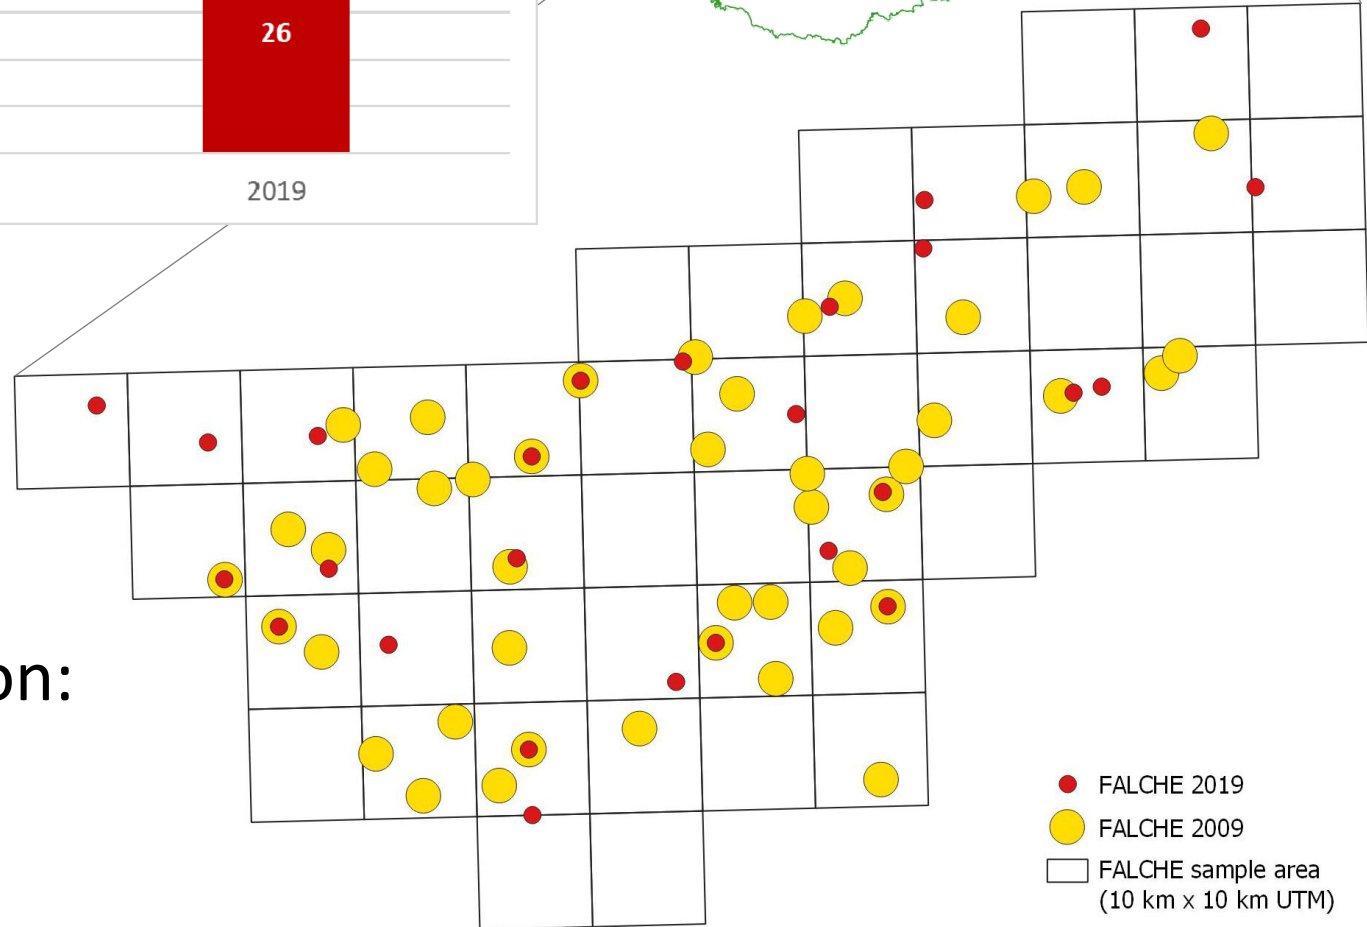 26
2019
on:
FALCHE 2019
FALCHE 2009
FALCHE sample area
(10 km x 10 km UTM)